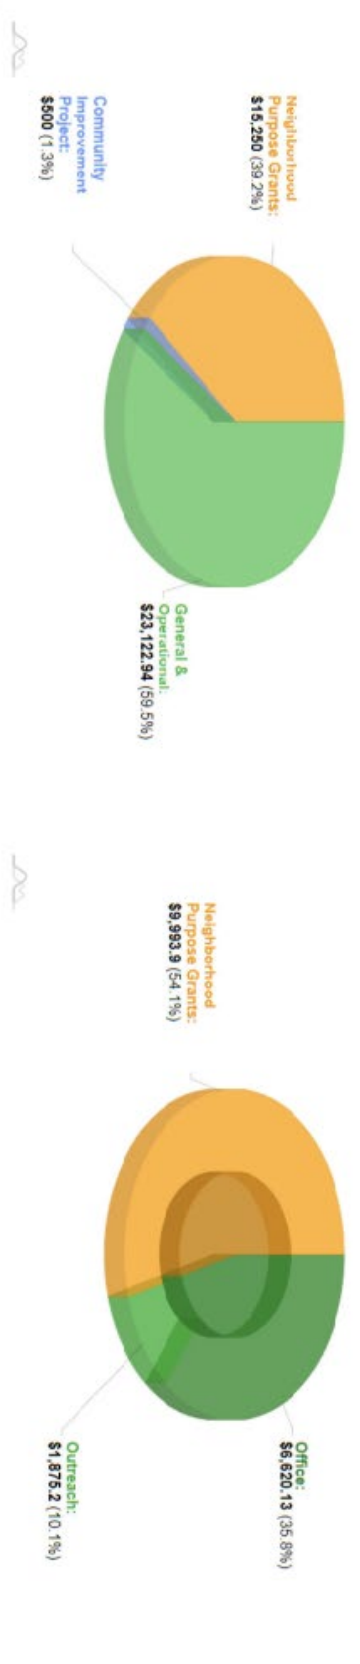 Neighborhood
Purpose Grants:
$15,250 (39.2%)
Community
Improvement
Project:
$500 (1.3%)
General &
Operational:
$23,122.94 (59.5%)
Neighborhood
Purpose Grants:
$9,993.9 (54.1%)
Office:
$6,620.13 (35.8%)
Outreach:
$1,875.2 (10.1%)